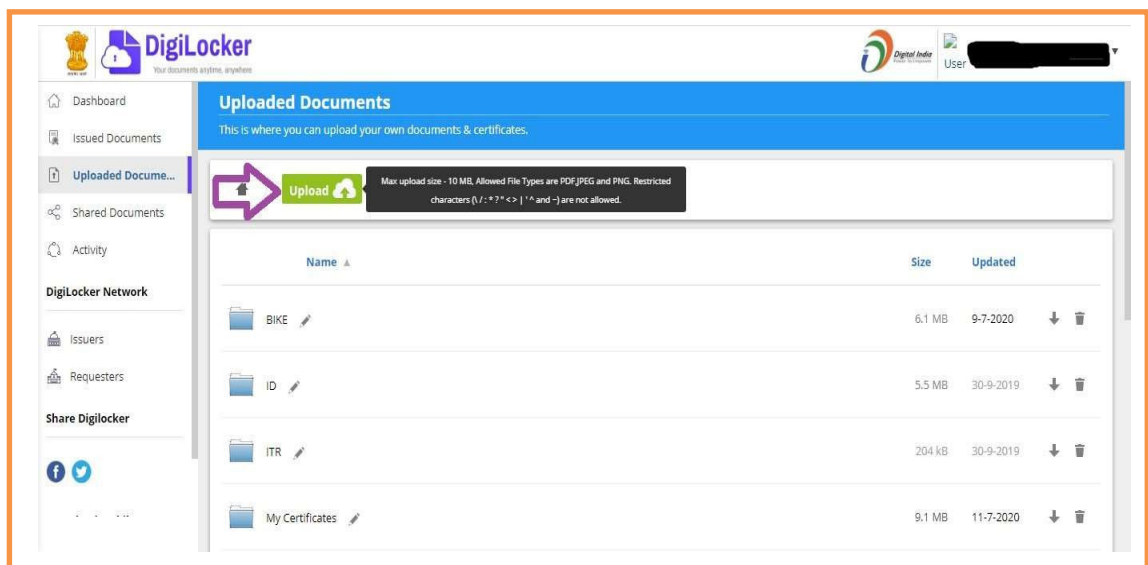 DigiLocker
Your documents anytime, anywhere
Digital India
User
Dashboard
Issued Documents
Uploaded Docume...
Shared Documents
Activity
DigiLocker Network
Issuers
Requesters
Share Digilocker
Uploaded Documents
This is where you can upload your own documents & certificates.
Upload
Max upload size - 10 MB, Allowed File Types are PDF,JPEG and PNG. Restricted
characters (\ / : * ? " < > | ' ^ and ~) are not allowed.
Name Size Updated
BIKE 6.1 MB 9-7-2020
ID 5.5 MB 30-9-2019
ITR 204 kB 30-9-2019
My Certificates 9.1 MB 11-7-2020